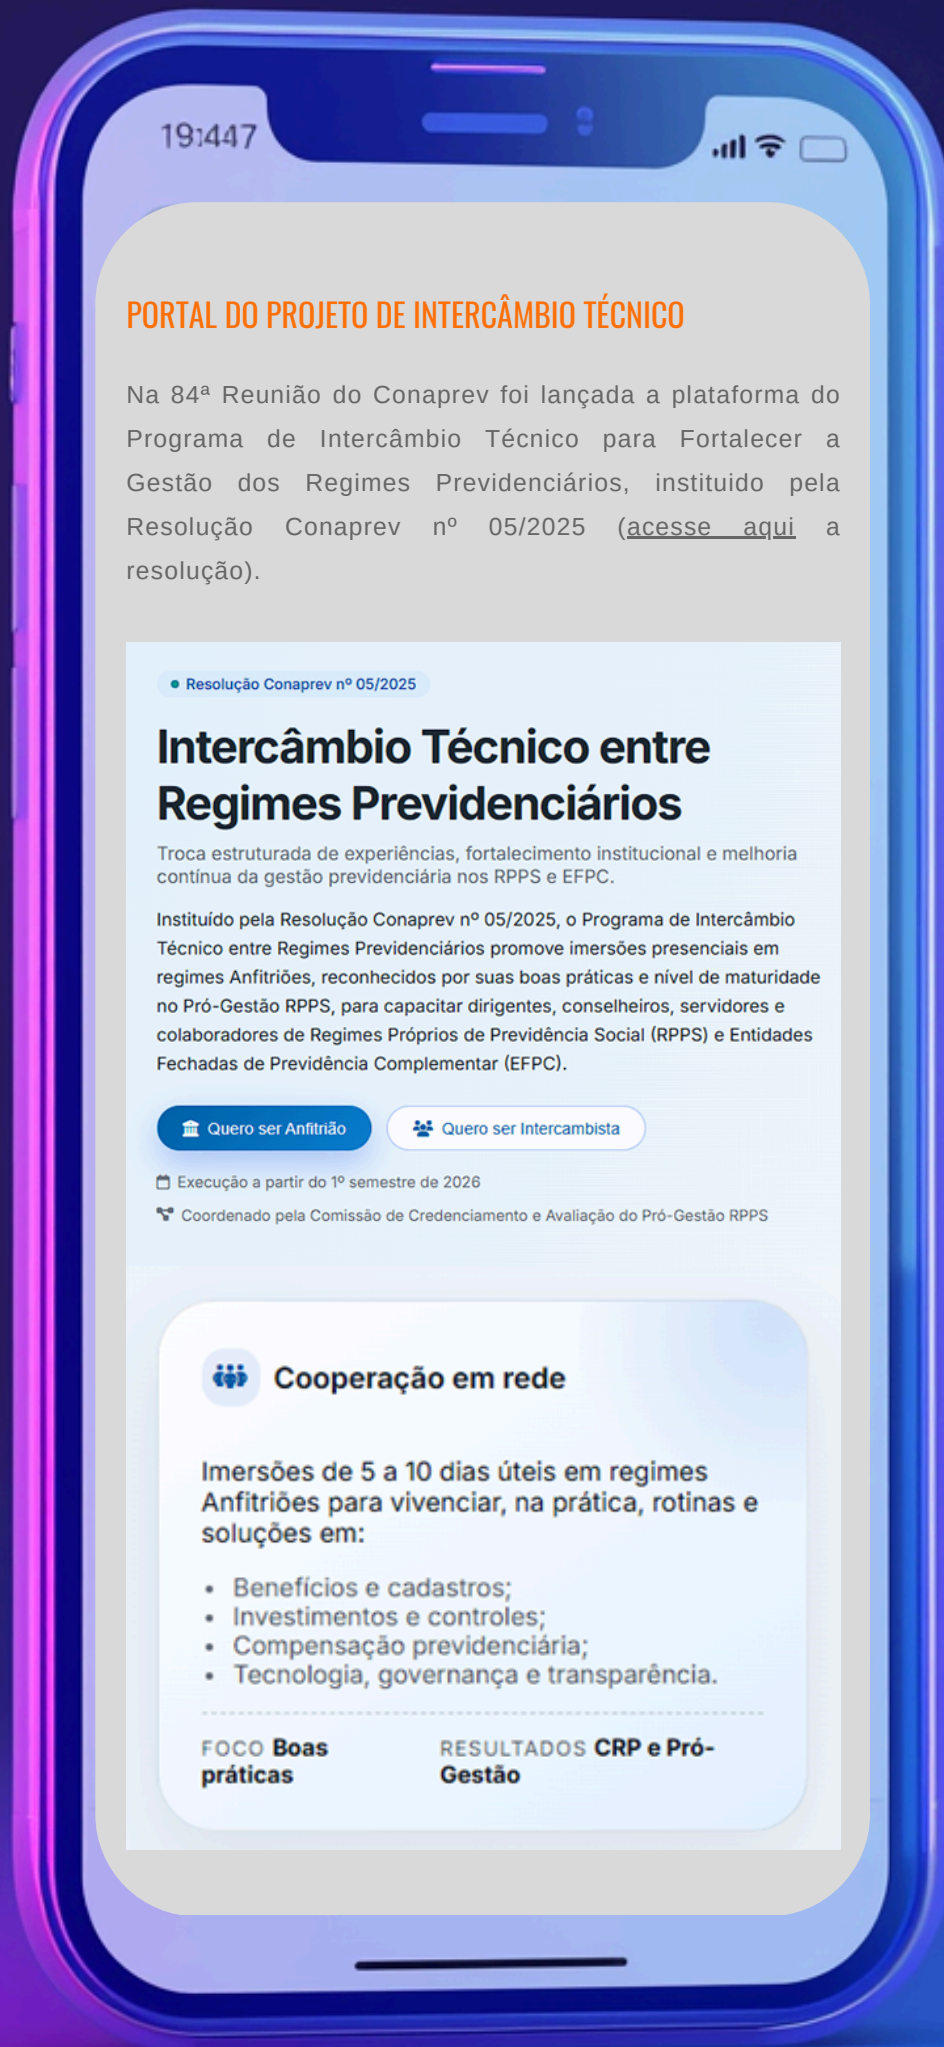 19:447
PORTAL DO PROJETO DE INTERCÂMBIO TÉCNICO
Na 84ª Reunião do Conaprev foi lançada a plataforma do
Programa de Intercâmbio Técnico para Fortalecer a
Gestão dos Regimes Previdenciários, instituido pela
Resolução Conaprev nº 05/2025 (acesse aqui a
resolução).
Resolução Conaprev nº 05/2025
Intercâmbio Técnico entre
Regimes Previdenciários
Troca estruturada de experiências, fortalecimento institucional e melhoria
contínua da gestão previdenciária nos RPPS e EFPC.
Instituído pela Resolução Conaprev nº 05/2025, o Programa de Intercâmbio
Técnico entre Regimes Previdenciários promove imersões presenciais em
regimes Anfitriões, reconhecidos por suas boas práticas e nível de maturidade
no Pró-Gestão RPPS, para capacitar dirigentes, conselheiros, servidores e
colaboradores de Regimes Próprios de Previdência Social (RPPS) e Entidades
Fechadas de Previdência Complementar (EFPC).
Quero ser Anfitrião Quero ser Intercambista
Execução a partir do 1º semestre de 2026
Coordenado pela Comissão de Credenciamento e Avaliação do Pró-Gestão RPPS
Cooperação em rede
Imersões de 5 a 10 dias úteis em regimes
Anfitriões para vivenciar, na prática, rotinas e
soluções em:
• Benefícios e cadastros;
• Investimentos e controles;
• Compensação previdenciária;
• Tecnologia, governança e transparência.
FOCO Boas
práticas
RESULTADOS CRP e Pró-
Gestão